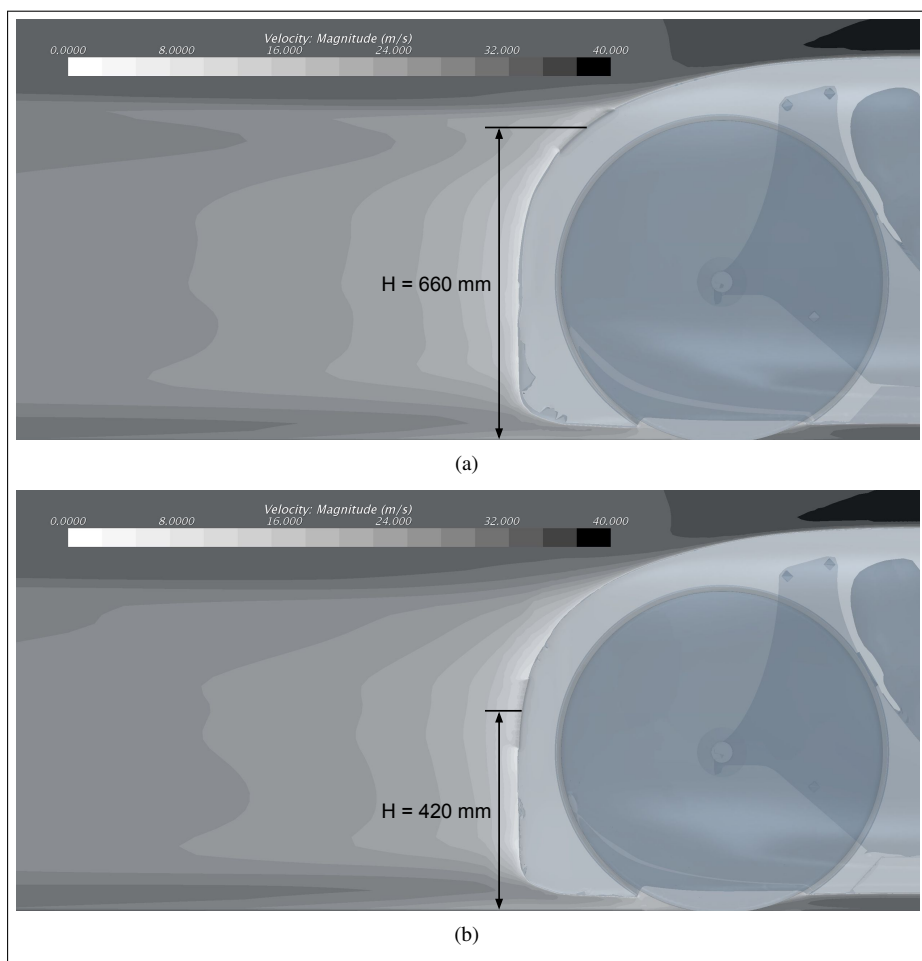 Velocity: Magnitude (m/s)
0.0000 8.0000 16.000 24.000 32.000 40.000
H = 660 mm
(a)
Velocity: Magnitude (m/s)
0.0000 8.0000 16.000 24.000 32.000 40.000
H = 420 mm
(b)